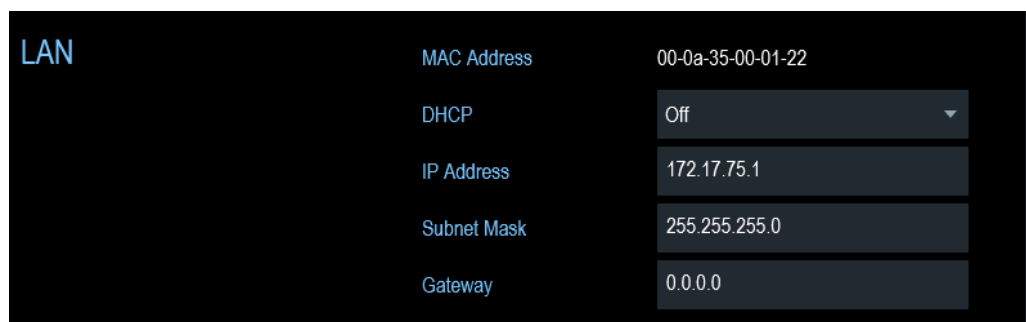 LAN
MAC Address 00-0a-35-00-01-22
DHCP Off
IP Address 172.17.75.1
Subnet Mask 255.255.255.0
Gateway 0.0.0.0